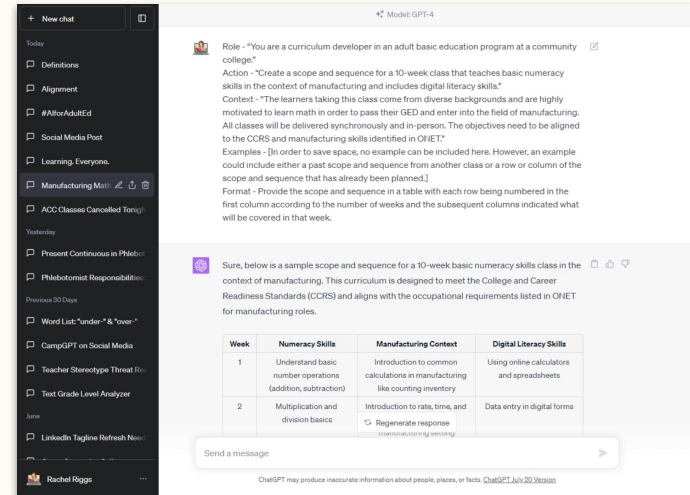 New chat
Today
Definitions
Alignment
#AIforAdultEd
Social Media Post
Learning. Everyone.
Manufacturing Math
ACC Classes Cancelled Tonigh
Yesterday
Present Continuous in Phlebot
Phlebotomist Responsibilities
Previous 30 Days
Word List: "under-" & "over-"
CampGPT on Social Media
Teacher Stereotype Threat Re
Text Grade Level Analyzer
June
LinkedIn Tagline Refresh Need
Rachel Riggs
Model: GPT-4
Role - "You are a curriculum developer in an adult basic education program at a community
college."
Action - "Create a scope and sequence for a 10-week class that teaches basic numeracy
skills in the context of manufacturing and includes digital literacy skills."
Context - "The learners taking this class come from diverse backgrounds and are highly
motivated to learn math in order to pass their GED and enter into the field of manufacturing.
All classes will be delivered synchronously and in-person. The objectives need to be aligned
to the CCRS and manufacturing skills identified in ONET."
Examples - [In order to save space, no example can be included here. However, an example
could include either a past scope and sequence from another class or a row or column of the
scope and sequence that has already been planned.]
Format - Provide the scope and sequence in a table with each row being numbered in the
first column according to the number of weeks and the subsequent columns indicated what
will be covered in that week.
Sure, below is a sample scope and sequence for a 10-week basic numeracy skills class in the
context of manufacturing. This curriculum is designed to meet the College and Career
Readiness Standards (CCRS) and aligns with the occupational requirements listed in ONET
for manufacturing roles.
Week Numeracy Skills Manufacturing Context Digital Literacy Skills
1 Understand basic Introduction to common Using online calculators
number operations calculations in manufacturing and spreadsheets
(addition, subtraction) like counting inventory
2 Multiplication and Introduction to rate, time, and Data entry in digital forms
division basics
Regenerate response
manufacturing setting
Send a message
ChatGPT may produce inaccurate information about people, places, or facts. ChatGPT July 20 Version